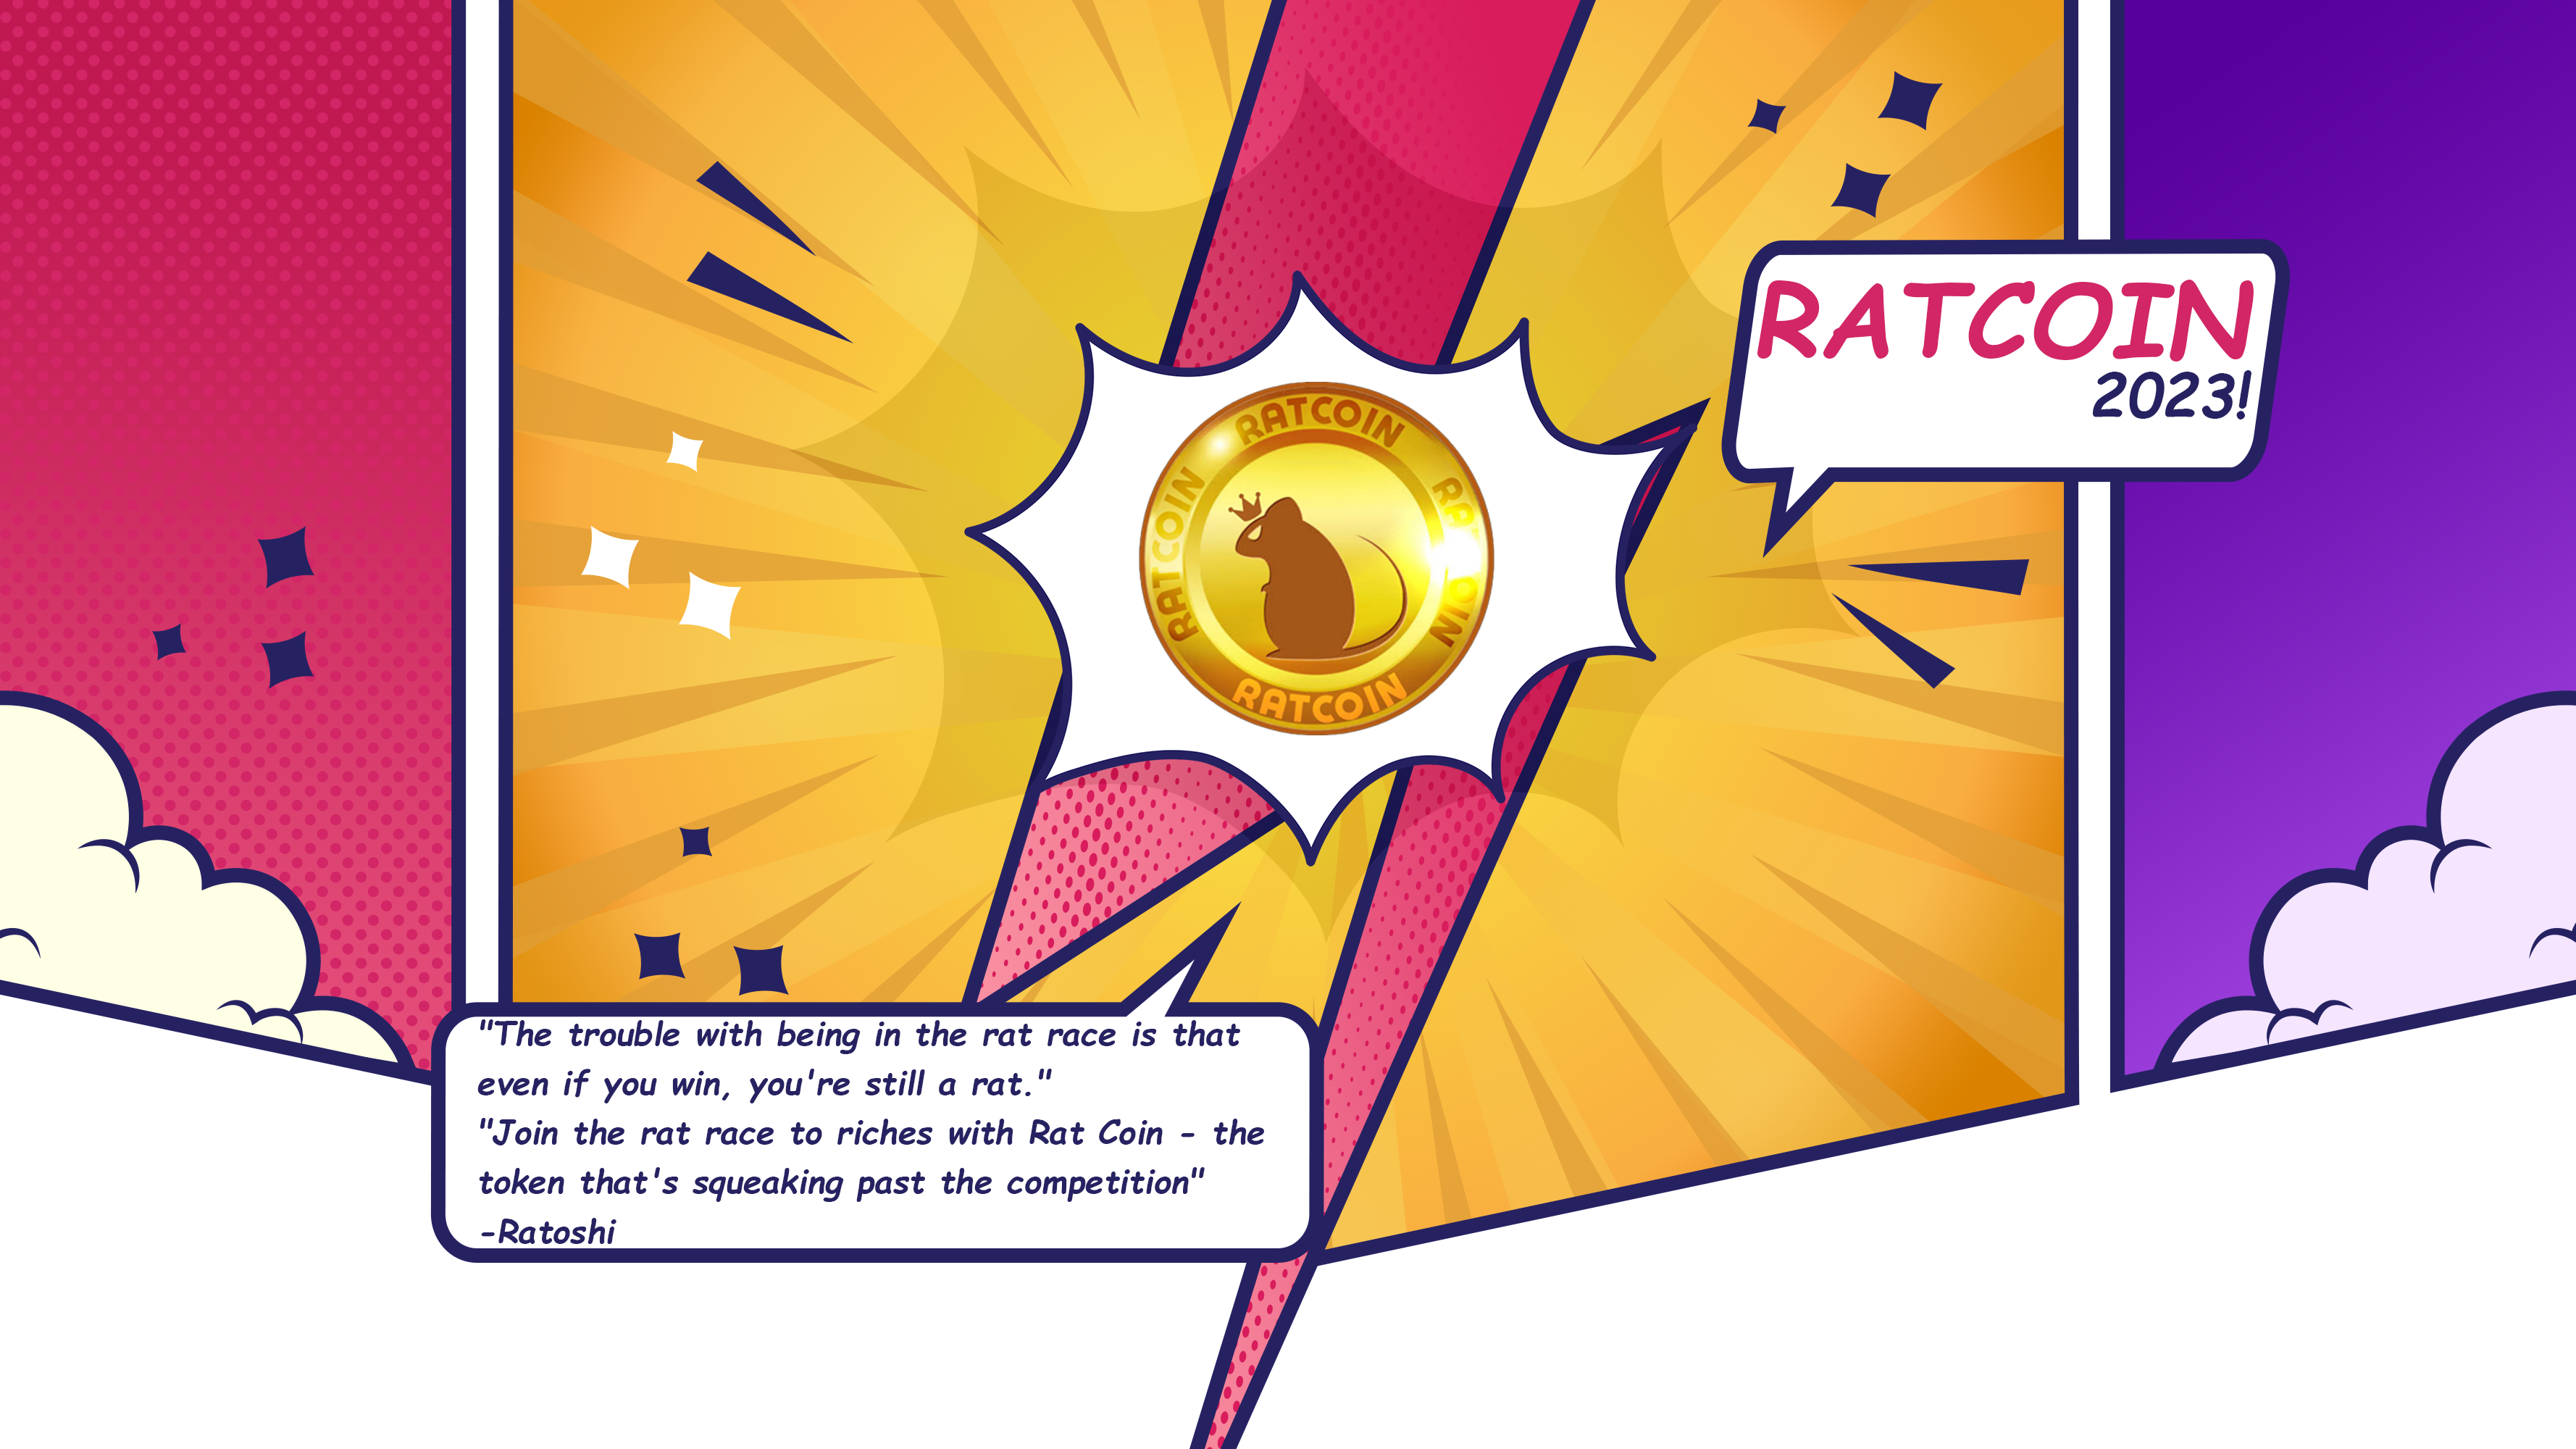 RATCOIN
2023!
RATCOIN
RATCOIN
RATCOIN
"The trouble with being in the rat race is that
even if you win, you're still a rat."
"Join the rat race to riches with Rat Coin - the
token that's squeaking past the competition"
-Ratoshi